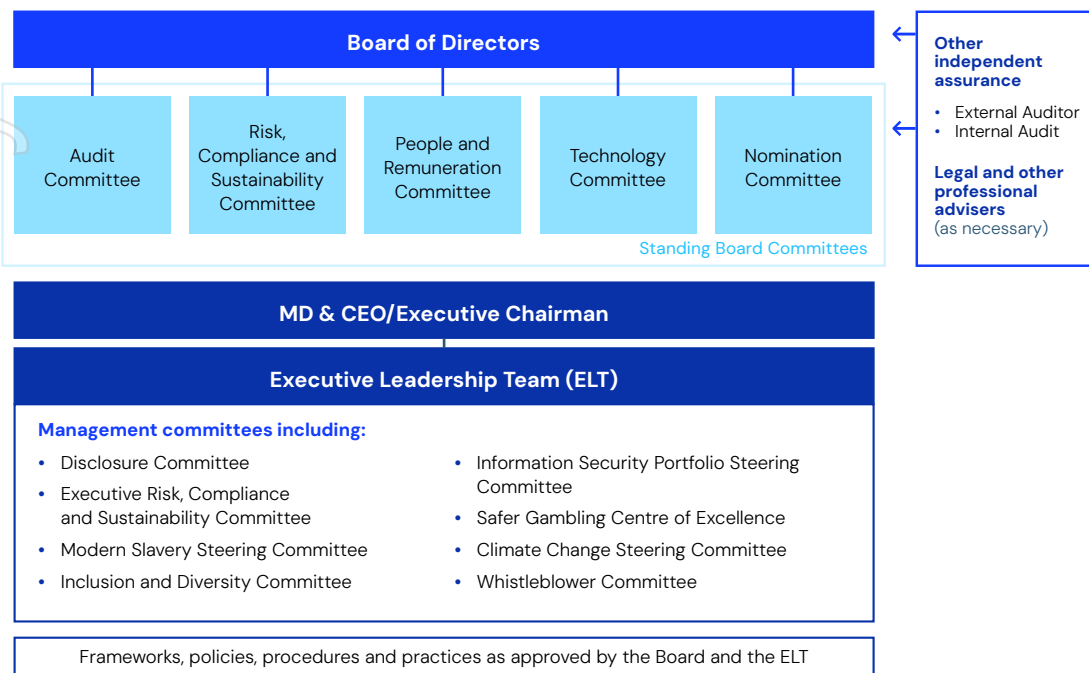 Board of Directors
Audit
Committee
Risk,
Compliance and
Sustainability
Committee
People and
Remuneration
Committee
Technology
Committee
Nomination
Committee
Standing Board Committees
Other
independent
assurance
• External Auditor
• Internal Audit
Legal and other
professional
advisers
(as necessary)
MD & CEO/Executive Chairman
Executive Leadership Team (ELT)
Management committees including:
• Disclosure Committee
• Executive Risk, Compliance
and Sustainability Committee
• Modern Slavery Steering Committee
• Inclusion and Diversity Committee
• Information Security Portfolio Steering
Committee
• Safer Gambling Centre of Excellence
• Climate Change Steering Committee
• Whistleblower Committee
Frameworks, policies, procedures and practices as approved by the Board and the ELT